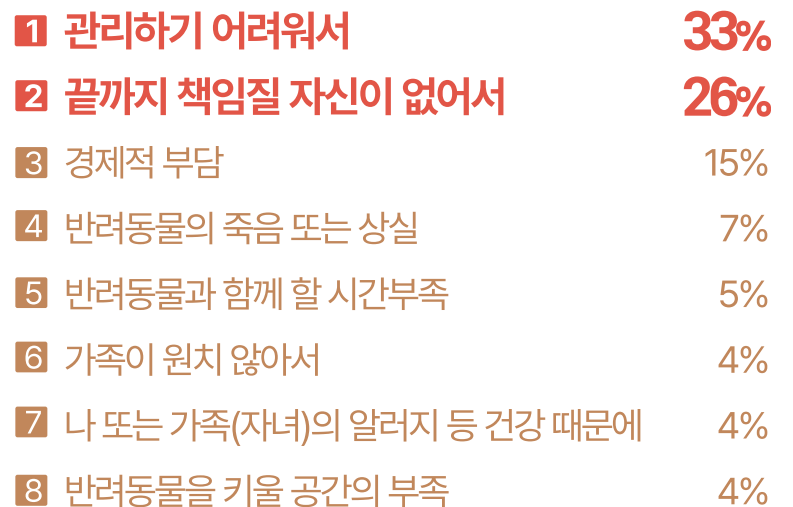 1 관리하기 어려워서 33%
2 끝까지 책임질 자신이 없어서 26%
3 경제적 부담 15%
4 반려동물의 죽음 또는 상실 7%
5 반려동물과 함께 할 시간부족 5%
6 가족이 원치 않아서 4%
7 나 또는 가족(자녀)의 알러지 등 건강 때문에 4%
8 반려동물을 키울 공간의 부족 4%